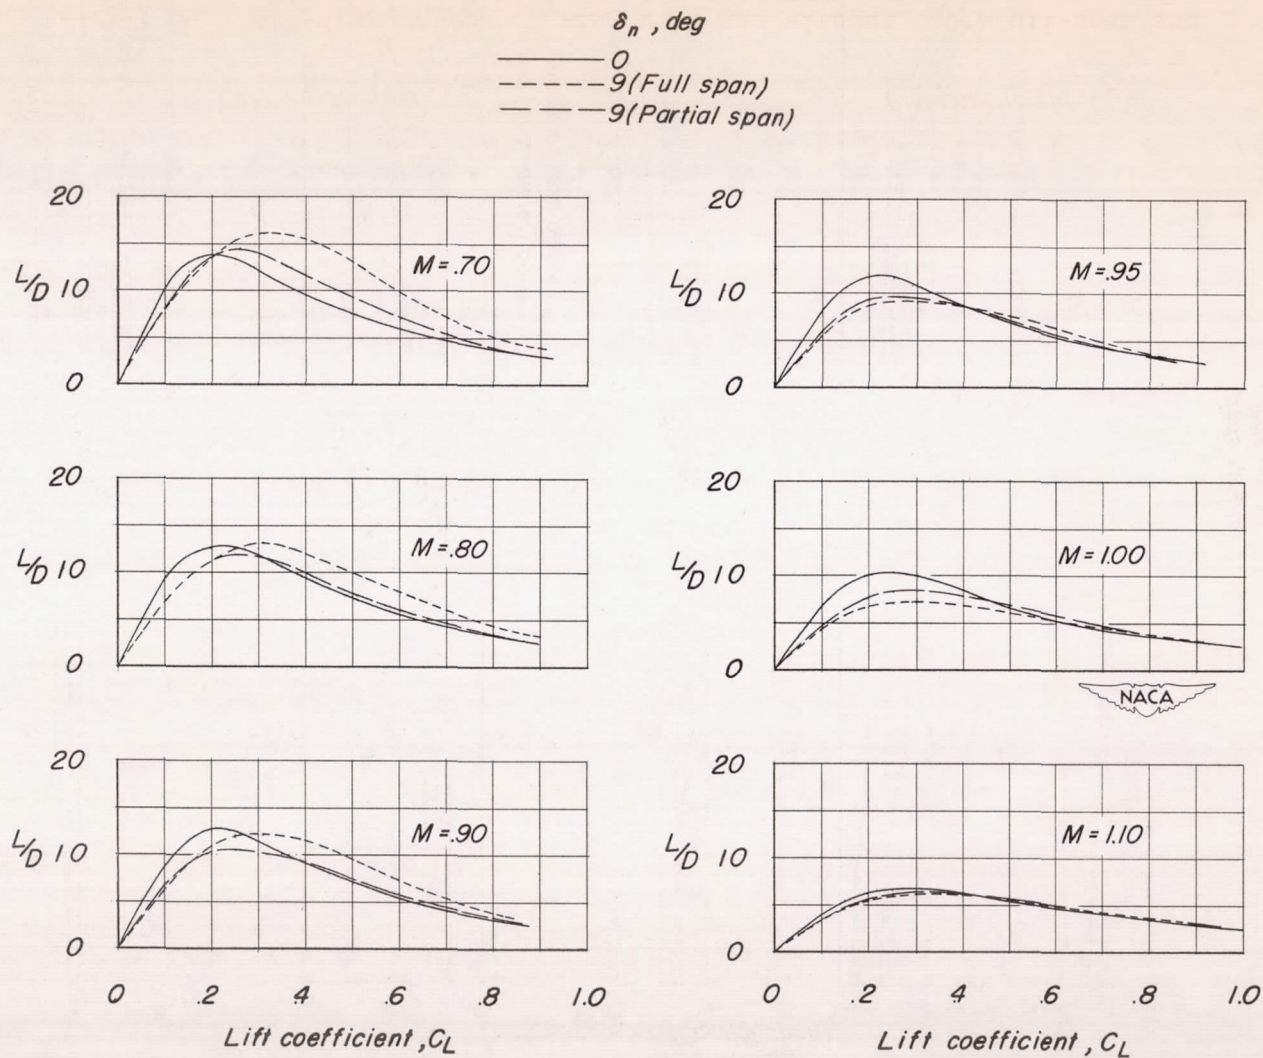 δn , deg
0
9 (Full span)
9 (Partial span)
20
L/D 10
0
M = .70
20
L/D 10
0
M = .95
20
L/D 10
0
M = .80
20
L/D 10
0
M = 1.00
NACA
20
L/D 10
0
M = .90
20
L/D 10
0
M = 1.10
0 .2 .4 .6 .8 1.0
0 .2 .4 .6 .8 1.0
Lift coefficient , CL
Lift coefficient , CL